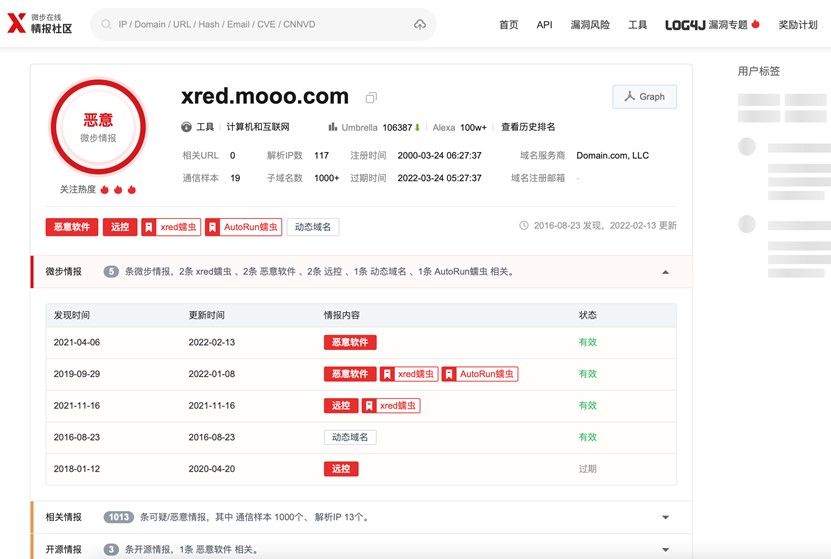 微步在线
情报社区
IP / Domain / URL / Hash / Email / CVE / CNNVD
首页 API 漏洞风险 工具 LOG4J 漏洞专题 奖励计划
用户标签
恶意
微步情报
关注热度
xred.mooo.com
Graph
工具 计算机和互联网 Umbrella 106387 Alexa 100w+ 查看历史排名
相关URL 0 解析IP数 117 注册时间 2000-03-24 06:27:37 域名服务商 Domain.com, LLC
通信样本 19 子域名数 1000+ 过期时间 2022-03-24 05:27:37 域名注册邮箱 -
恶意软件 远控 xred蠕虫 AutoRun蠕虫 动态域名 2016-08-23 发现，2022-02-13 更新
微步情报 5 条微步情报，2条 xred蠕虫 、2条 恶意软件 、2条 远控 、1条 动态域名 、1条 AutoRun蠕虫 相关。
发现时间 更新时间 情报内容 状态
2021-04-06 2022-02-13 恶意软件 有效
2019-09-29 2022-01-08 恶意软件 xred蠕虫 AutoRun蠕虫 有效
2021-11-16 2021-11-16 远控 xred蠕虫 有效
2016-08-23 2016-08-23 动态域名 有效
2018-01-12 2020-04-20 远控 过期
相关情报 1013 条可疑/恶意情报，其中 通信样本 1000个、 解析IP 13个。
开源情报 3 条开源情报，1条 恶意软件 相关。